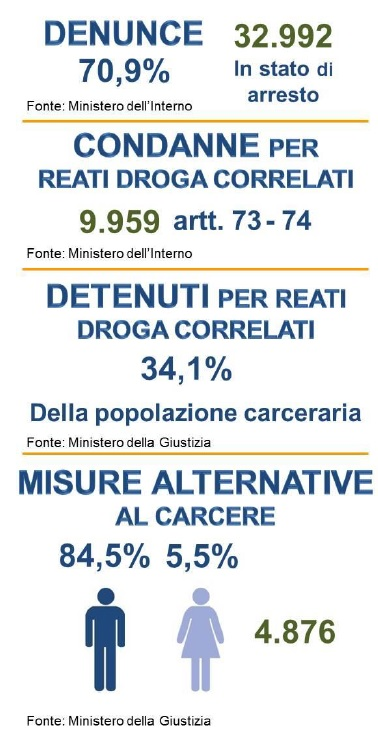 DENUNCE 32.992
70,9% In stato di
arresto
Fonte: Ministero dell'Interno
CONDANNE PER
REATI DROGA CORRELATI
9.959 artt. 73 - 74
Fonte: Ministero dell'Interno
DETENUTI PER REATI
DROGA CORRELATI
34,1%
Della popolazione carceraria
Fonte: Ministero della Giustizia
MISURE ALTERNATIVE
AL CARCERE
84,5% 5,5%
4.876
Fonte: Ministero della Giustizia